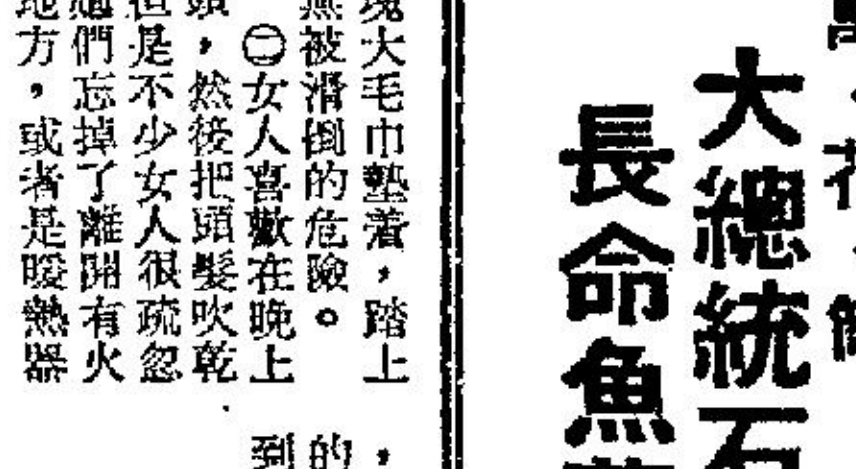 大總統石
長命魚
塊大毛巾墊着，踏上
無被滑倒的危險。
㊁女人喜歡在晚上
頭，然後把頭髮吹乾
但是不少女人很疏忽
她們忘掉了離開有火
地方，或者是暖熱器
，
的
到